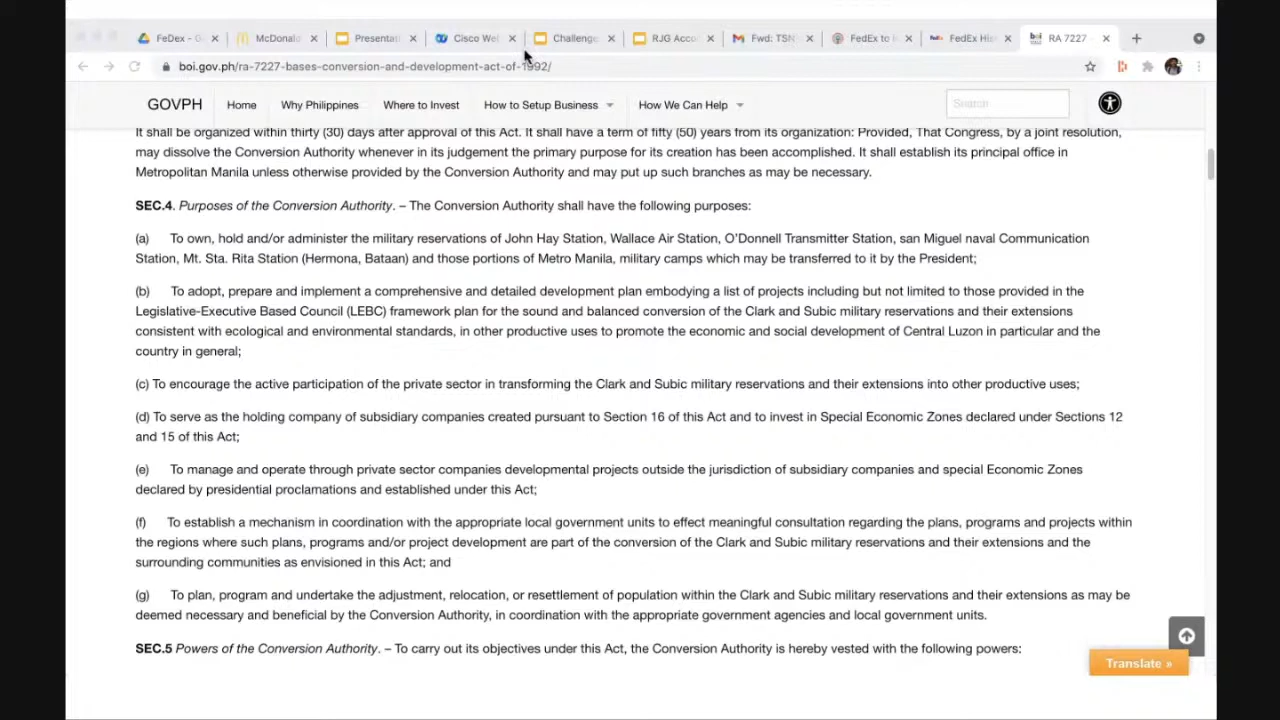 FeDex - G
McDonald
Presentati
Cisco Wel
Challenge
RJG Acco
Fwd: TSN
FedEx to
FedEx His
RA 7227
boi.gov.ph/ra-7227-bases-conversion-and-development-act-of-1992/
GOVPH Home Why Philippines Where to Invest How to Setup Business How We Can Help Search
It shall be organized within thirty (30) days after approval of this Act. It shall have a term of fifty (50) years from its organization: Provided, That Congress, by a joint resolution,
may dissolve the Conversion Authority whenever in its judgement the primary purpose for its creation has been accomplished. It shall establish its principal office in
Metropolitan Manila unless otherwise provided by the Conversion Authority and may put up such branches as may be necessary.
SEC.4. Purposes of the Conversion Authority. – The Conversion Authority shall have the following purposes:
(a) To own, hold and/or administer the military reservations of John Hay Station, Wallace Air Station, O’Donnell Transmitter Station, san Miguel naval Communication
Station, Mt. Sta. Rita Station (Hermona, Bataan) and those portions of Metro Manila, military camps which may be transferred to it by the President;
(b) To adopt, prepare and implement a comprehensive and detailed development plan embodying a list of projects including but not limited to those provided in the
Legislative-Executive Based Council (LEBC) framework plan for the sound and balanced conversion of the Clark and Subic military reservations and their extensions
consistent with ecological and environmental standards, in other productive uses to promote the economic and social development of Central Luzon in particular and the
country in general;
(c) To encourage the active participation of the private sector in transforming the Clark and Subic military reservations and their extensions into other productive uses;
(d) To serve as the holding company of subsidiary companies created pursuant to Section 16 of this Act and to invest in Special Economic Zones declared under Sections 12
and 15 of this Act;
(e) To manage and operate through private sector companies developmental projects outside the jurisdiction of subsidiary companies and special Economic Zones
declared by presidential proclamations and established under this Act;
(f) To establish a mechanism in coordination with the appropriate local government units to effect meaningful consultation regarding the plans, programs and projects within
the regions where such plans, programs and/or project development are part of the conversion of the Clark and Subic military reservations and their extensions and the
surrounding communities as envisioned in this Act; and
(g) To plan, program and undertake the adjustment, relocation, or resettlement of population within the Clark and Subic military reservations and their extensions as may be
deemed necessary and beneficial by the Conversion Authority, in coordination with the appropriate government agencies and local government units.
SEC.5 Powers of the Conversion Authority. – To carry out its objectives under this Act, the Conversion Authority is hereby vested with the following powers:
Translate »